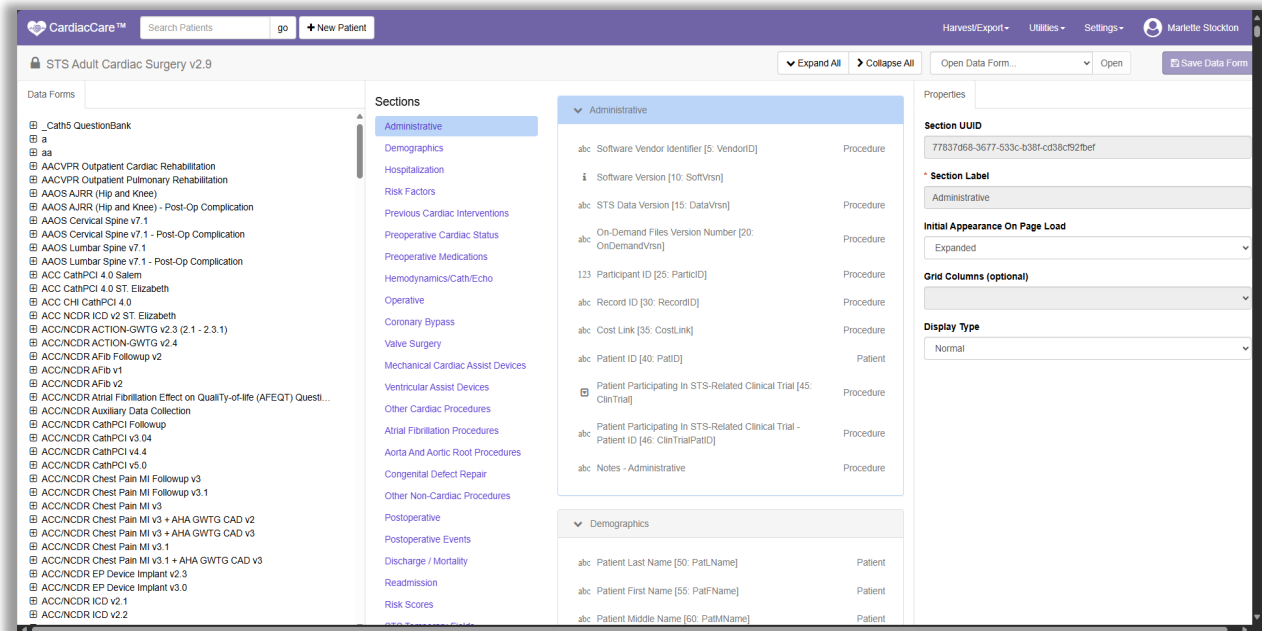 CardiacCare™
Search Patients
go
+ New Patient
Harvest/Export
Utilities
Settings
Marlette Stockton
STS Adult Cardiac Surgery v2.9
Expand All
Collapse All
Open Data Form...
Open
Save Data Form
Data Forms
_Cath5 QuestionBank
a
aa
AACVPR Outpatient Cardiac Rehabilitation
AACVPR Outpatient Pulmonary Rehabilitation
AAOS AJRR (Hip and Knee)
AAOS AJRR (Hip and Knee) - Post-Op Complication
AAOS Cervical Spine v7.1
AAOS Cervical Spine v7.1 - Post-Op Complication
AAOS Lumbar Spine v7.1
AAOS Lumbar Spine v7.1 - Post-Op Complication
ACC CathPCI 4.0 Salem
ACC CathPCI 4.0 ST. Elizabeth
ACC CHI CathPCI 4.0
ACC NCDR ICD v2 ST. Elizabeth
ACC/NCDR ACTION-GWTG v2.3 (2.1 - 2.3.1)
ACC/NCDR ACTION-GWTG v2.4
ACC/NCDR AFib Followup v2
ACC/NCDR AFib v1
ACC/NCDR AFib v2
ACC/NCDR Atrial Fibrillation Effect on QualiTy-of-life (AFEQT) Questi...
ACC/NCDR Auxiliary Data Collection
ACC/NCDR CathPCI Followup
ACC/NCDR CathPCI v3.04
ACC/NCDR CathPCI v4.4
ACC/NCDR CathPCI v5.0
ACC/NCDR Chest Pain MI Followup v3
ACC/NCDR Chest Pain MI Followup v3.1
ACC/NCDR Chest Pain MI v3
ACC/NCDR Chest Pain MI v3 + AHA GWTG CAD v2
ACC/NCDR Chest Pain MI v3 + AHA GWTG CAD v3
ACC/NCDR Chest Pain MI v3.1
ACC/NCDR Chest Pain MI v3.1 + AHA GWTG CAD v3
ACC/NCDR EP Device Implant v2.3
ACC/NCDR EP Device Implant v3.0
ACC/NCDR ICD v2.1
ACC/NCDR ICD v2.2
Sections
Administrative
Demographics
Hospitalization
Risk Factors
Previous Cardiac Interventions
Preoperative Cardiac Status
Preoperative Medications
Hemodynamics/Cath/Echo
Operative
Coronary Bypass
Valve Surgery
Mechanical Cardiac Assist Devices
Ventricular Assist Devices
Other Cardiac Procedures
Atrial Fibrillation Procedures
Aorta And Aortic Root Procedures
Congenital Defect Repair
Other Non-Cardiac Procedures
Postoperative
Postoperative Events
Discharge / Mortality
Readmission
Risk Scores
STS Temporary Fields
Administrative
abc Software Vendor Identifier [5: VendorID] Procedure
Software Version [10: SoftVrsn]
abc STS Data Version [15: DataVrsn] Procedure
abc On-Demand Files Version Number [20:
OnDemandVrsn] Procedure
123 Participant ID [25: ParticID] Procedure
abc Record ID [30: RecordID] Procedure
abc Cost Link [35: CostLink] Procedure
abc Patient ID [40: PatID] Patient
Patient Participating In STS-Related Clinical Trial [45:
ClinTrial] Procedure
abc Patient Participating In STS-Related Clinical Trial -
Patient ID [46: ClinTrialPatID] Procedure
abc Notes - Administrative Procedure
Demographics
abc Patient Last Name [50: PatLName] Patient
abc Patient First Name [55: PatFName] Patient
abc Patient Middle Name [60: PatMName] Patient
Properties
Section UUID
77837d68-3677-533c-b38f-cd38cf92fbef
* Section Label
Administrative
Initial Appearance On Page Load
Expanded
Grid Columns (optional)
Display Type
Normal